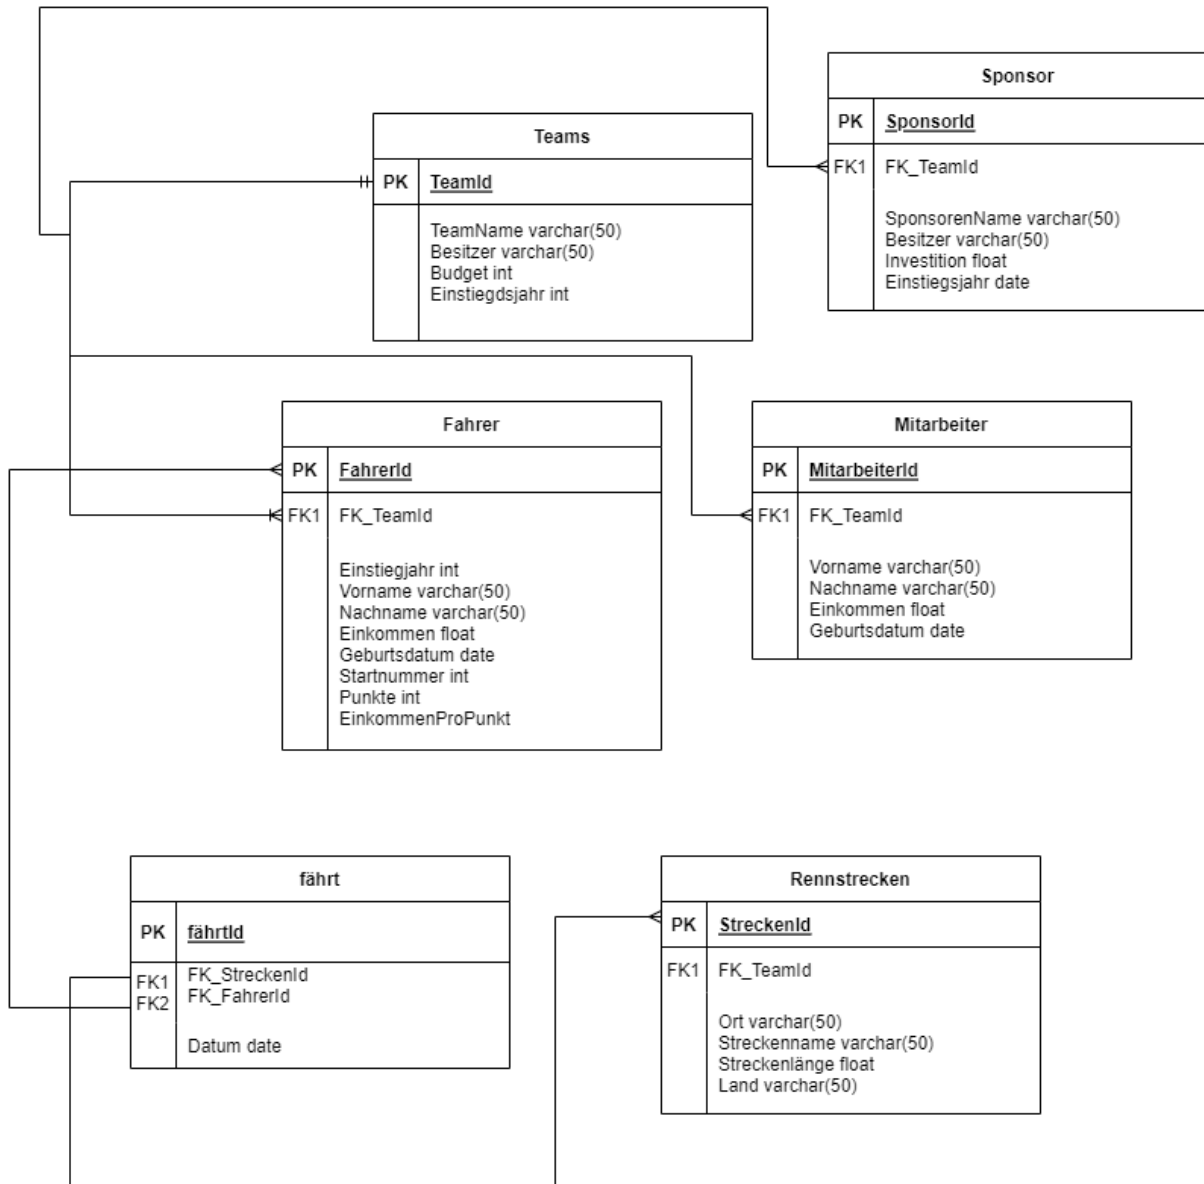 Sponsor
PK SponsorId
FK1 FK_TeamId
SponsorenName varchar(50)
Besitzer varchar(50)
Investition float
Einstiegsjahr date
Teams
PK TeamId
TeamName varchar(50)
Besitzer varchar(50)
Budget int
Einstiegdsjahr int
Fahrer
PK FahrerId
FK1 FK_TeamId
Einstiegjahr int
Vorname varchar(50)
Nachname varchar(50)
Einkommen float
Geburtsdatum date
Startnummer int
Punkte int
EinkommenProPunkt
Mitarbeiter
PK MitarbeiterId
FK1 FK_TeamId
Vorname varchar(50)
Nachname varchar(50)
Einkommen float
Geburtsdatum date
fährt
PK fährtId
FK1 FK_StreckenId
FK2 FK_FahrerId
Datum date
Rennstrecken
PK StreckenId
FK1 FK_TeamId
Ort varchar(50)
Streckenname varchar(50)
Streckenlänge float
Land varchar(50)